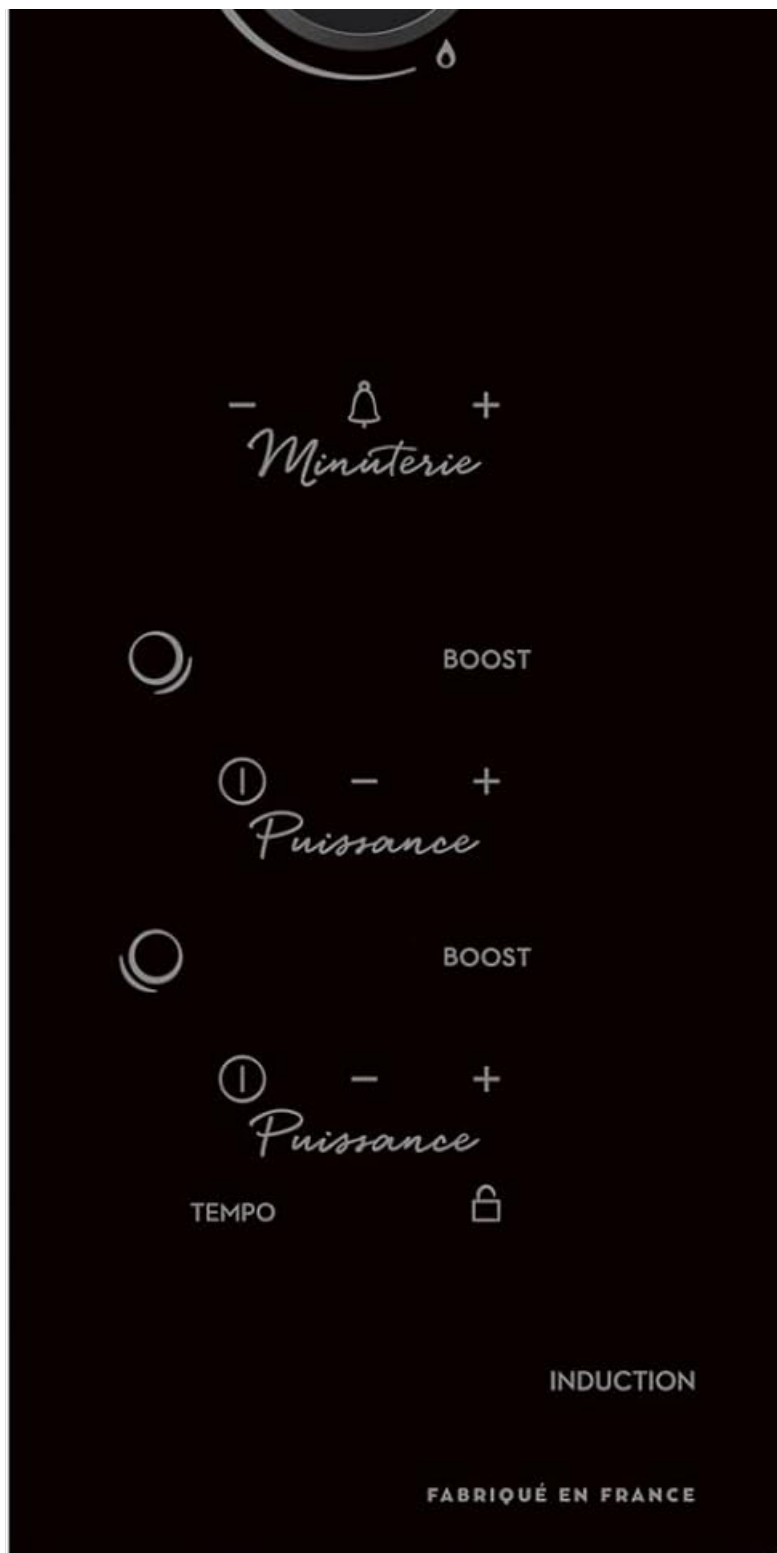 −   +
Minuterie
BOOST
−   +
Puissance
BOOST
−   +
Puissance
TEMPO
INDUCTION
FABRIQUÉ EN FRANCE